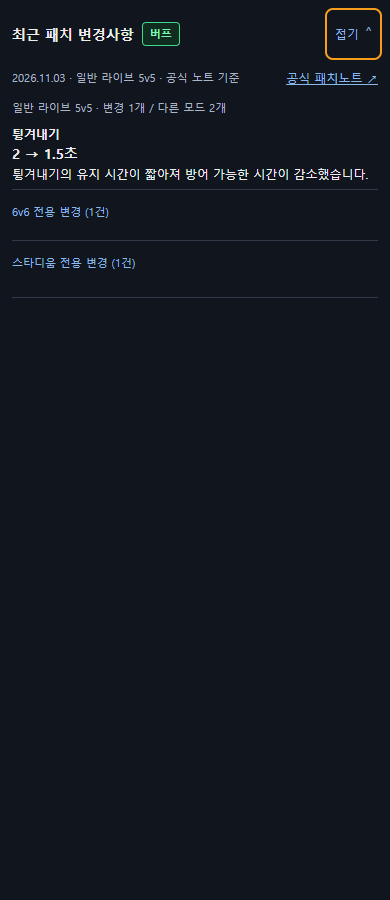 최근 패치 변경사항 버프 접기 ^
2026.11.03 · 일반 라이브 5v5 · 공식 노트 기준 공식 패치노트 ↗
일반 라이브 5v5 · 변경 1개 / 다른 모드 2개
튕겨내기
2 → 1.5초
튕겨내기의 유지 시간이 짧아져 방어 가능한 시간이 감소했습니다.
6v6 전용 변경 (1건)
스타디움 전용 변경 (1건)